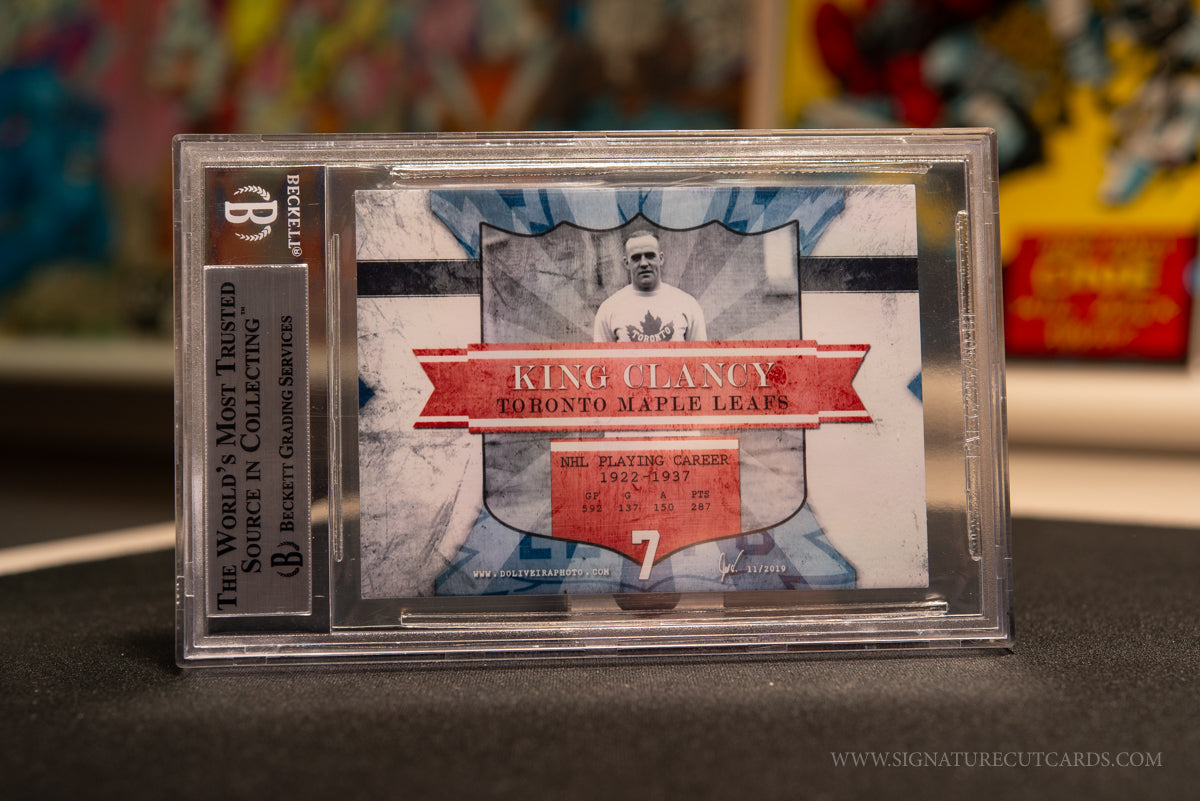 BECKETT®
B
THE WORLD'S MOST TRUSTED
SOURCE IN COLLECTING™
B BECKETT GRADING SERVICES
TORONTO
KING CLANCY
TORONTO MAPLE LEAFS
NHL PLAYING CAREER
1922-1937
GP G A PTS
592 137 150 287
7
WWW.DOLIVEIRAPHOTO.COM
11/2019
WWW.SIGNATURECUTCARDS.COM